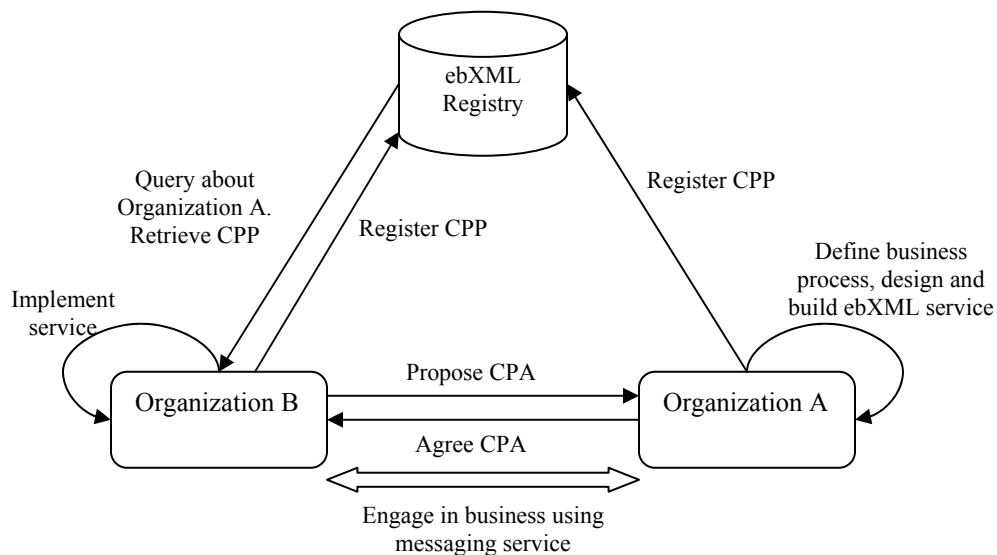 ebXML
Registry
Query about
Organization A.
Retrieve CPP
Register CPP
Register CPP
Define business
process, design and
build ebXML service
Implement
service
Organization B
Propose CPA
Organization A
Agree CPA
Engage in business using
messaging service